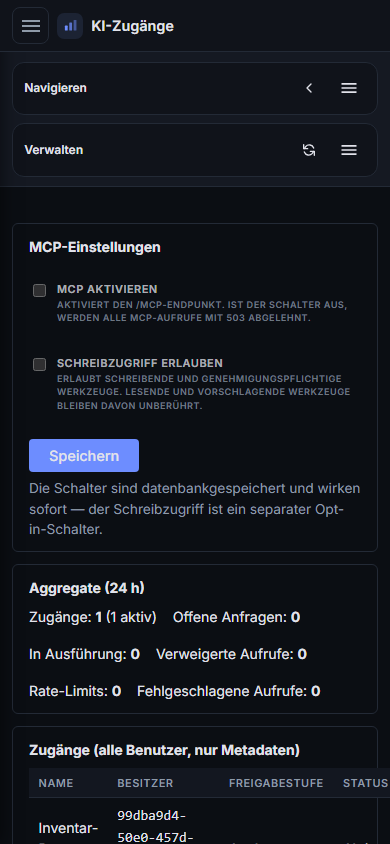 KI-Zugänge
Navigieren
Verwalten
MCP-Einstellungen
MCP AKTIVIEREN
AKTIVIERT DEN /MCP-ENDPUNKT. IST DER SCHALTER AUS,
WERDEN ALLE MCP-AUFRUFE MIT 503 ABGELEHNT.
SCHREIBZUGRIFF ERLAUBEN
ERLAUBT SCHREIBENDE UND GENEHMIGUNGSPFLICHTIGE
WERKZEUGE. LESENDE UND VORSCHLAGENDE WERKZEUGE
BLEIBEN DAVON UNBERÜHRT.
Speichern
Die Schalter sind datenbankgespeichert und wirken
sofort — der Schreibzugriff ist ein separater Opt-
in-Schalter.
Aggregate (24 h)
Zugänge: 1 (1 aktiv) Offene Anfragen: 0
In Ausführung: 0 Verweigerte Aufrufe: 0
Rate-Limits: 0 Fehlgeschlagene Aufrufe: 0
Zugänge (alle Benutzer, nur Metadaten)
NAME BESITZER FREIGABESTUFE STATUS
99dba9d4-
Inventar- 50e0-457d-